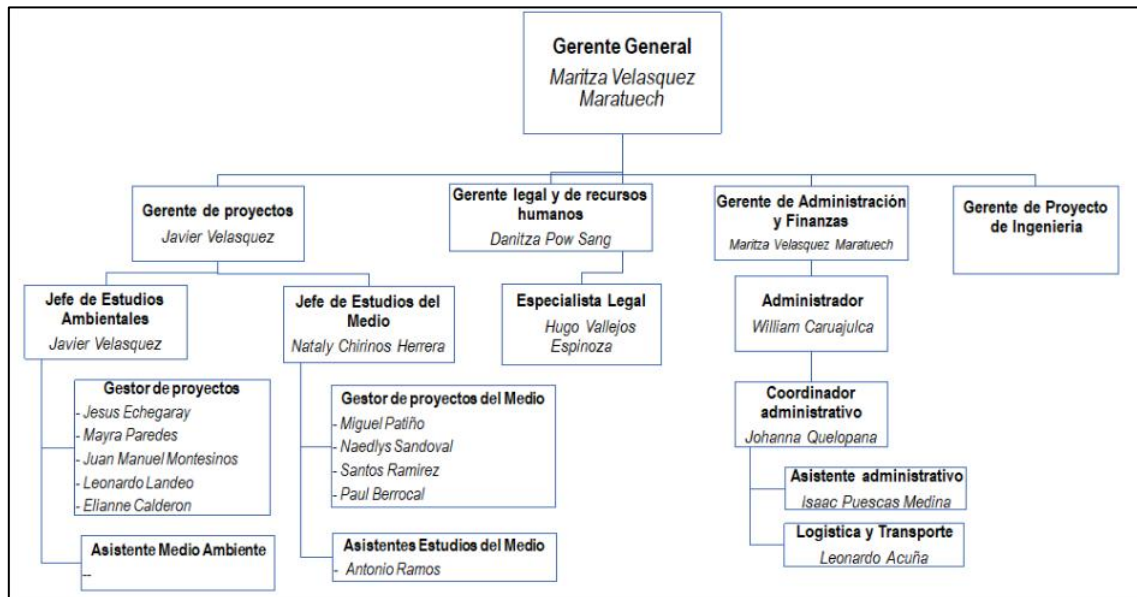 Gerente General
Maritza Velasquez
Maratuech
Gerente de proyectos
Javier Velasquez
Gerente legal y de recursos
humanos
Danitza Pow Sang
Gerente de Administración
y Finanzas
Maritza Velasquez Maratuech
Gerente de Proyecto
de Ingenieria
Jefe de Estudios
Ambientales
Javier Velasquez
Jefe de Estudios del
Medio
Nataly Chirinos Herrera
Especialista Legal
Hugo Vallejos
Espinoza
Administrador
William Caruajulca
Gestor de proyectos
- Jesus Echegaray
- Mayra Paredes
- Juan Manuel Montesinos
- Leonardo Landeo
- Elianne Calderon
Gestor de proyectos del Medio
- Miguel Patiño
- Naedlys Sandoval
- Santos Ramirez
- Paul Berrocal
Coordinador
administrativo
Johanna Quelopana
Asistente administrativo
Isaac Puescas Medina
Logistica y Transporte
Leonardo Acuña
Asistente Medio Ambiente
--
Asistentes Estudios del Medio
- Antonio Ramos